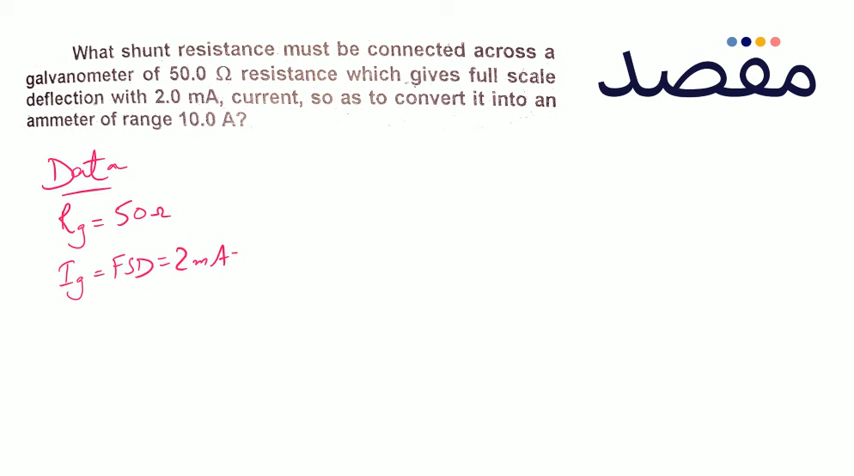 What shunt resistance must be connected across a
galvanometer of 50.0 Ω resistance which gives full scale
deflection with 2.0 mA, current, so as to convert it into an
ammeter of range 10.0 A?
مقصد
Data
Rg = 50Ω
Ig = FSD = 2mA